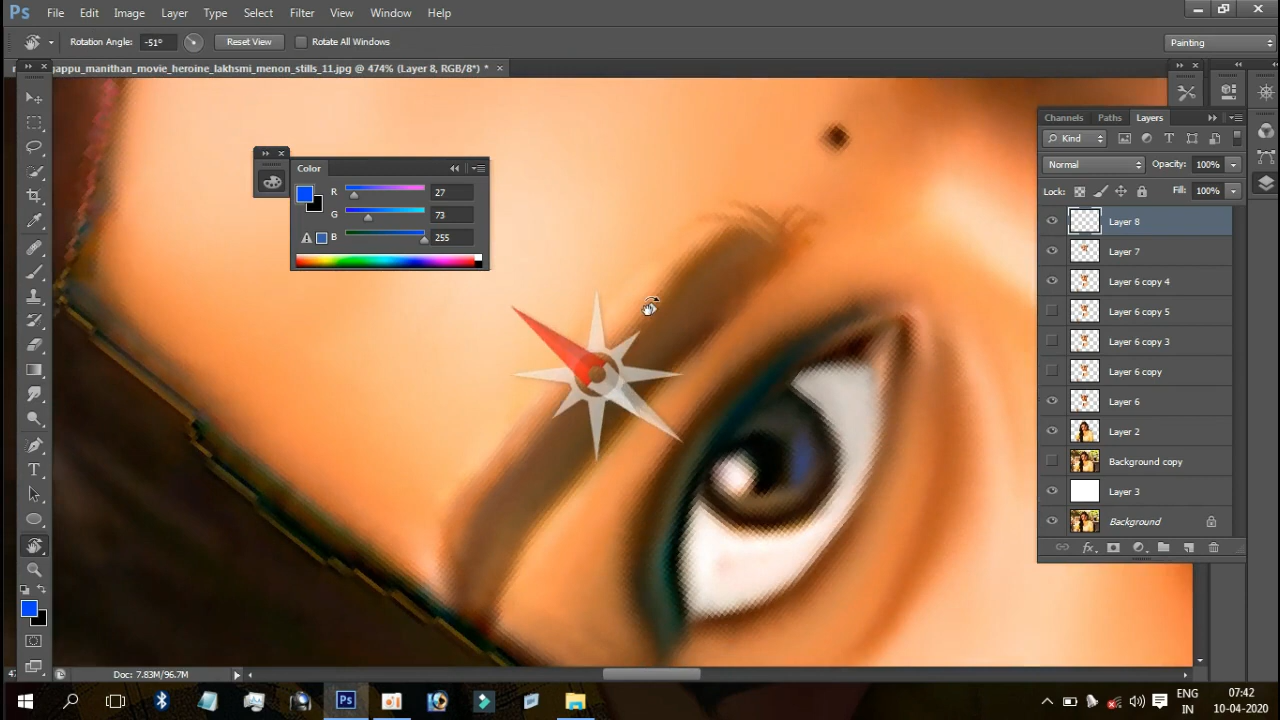 Ps File Edit Image Layer Type Select Filter View Window Help
Rotation Angle: -51° Reset View Rotate All Windows Painting
appu_manithan_movie_heroine_lakhsmi_menon_stills_11.jpg @ 474% (Layer 8, RGB/8*) * ×
Color
R 27
G 73
B 255
Channels Paths Layers
Kind
Normal Opacity: 100%
Lock: Fill: 100%
Layer 8
Layer 7
Layer 6 copy 4
Layer 6 copy 5
Layer 6 copy 3
Layer 6 copy
Layer 6
Layer 2
Background copy
Layer 3
Background
fx
Doc: 7.83M/96.7M
Ps ENG 07:42
IN 10-04-2020